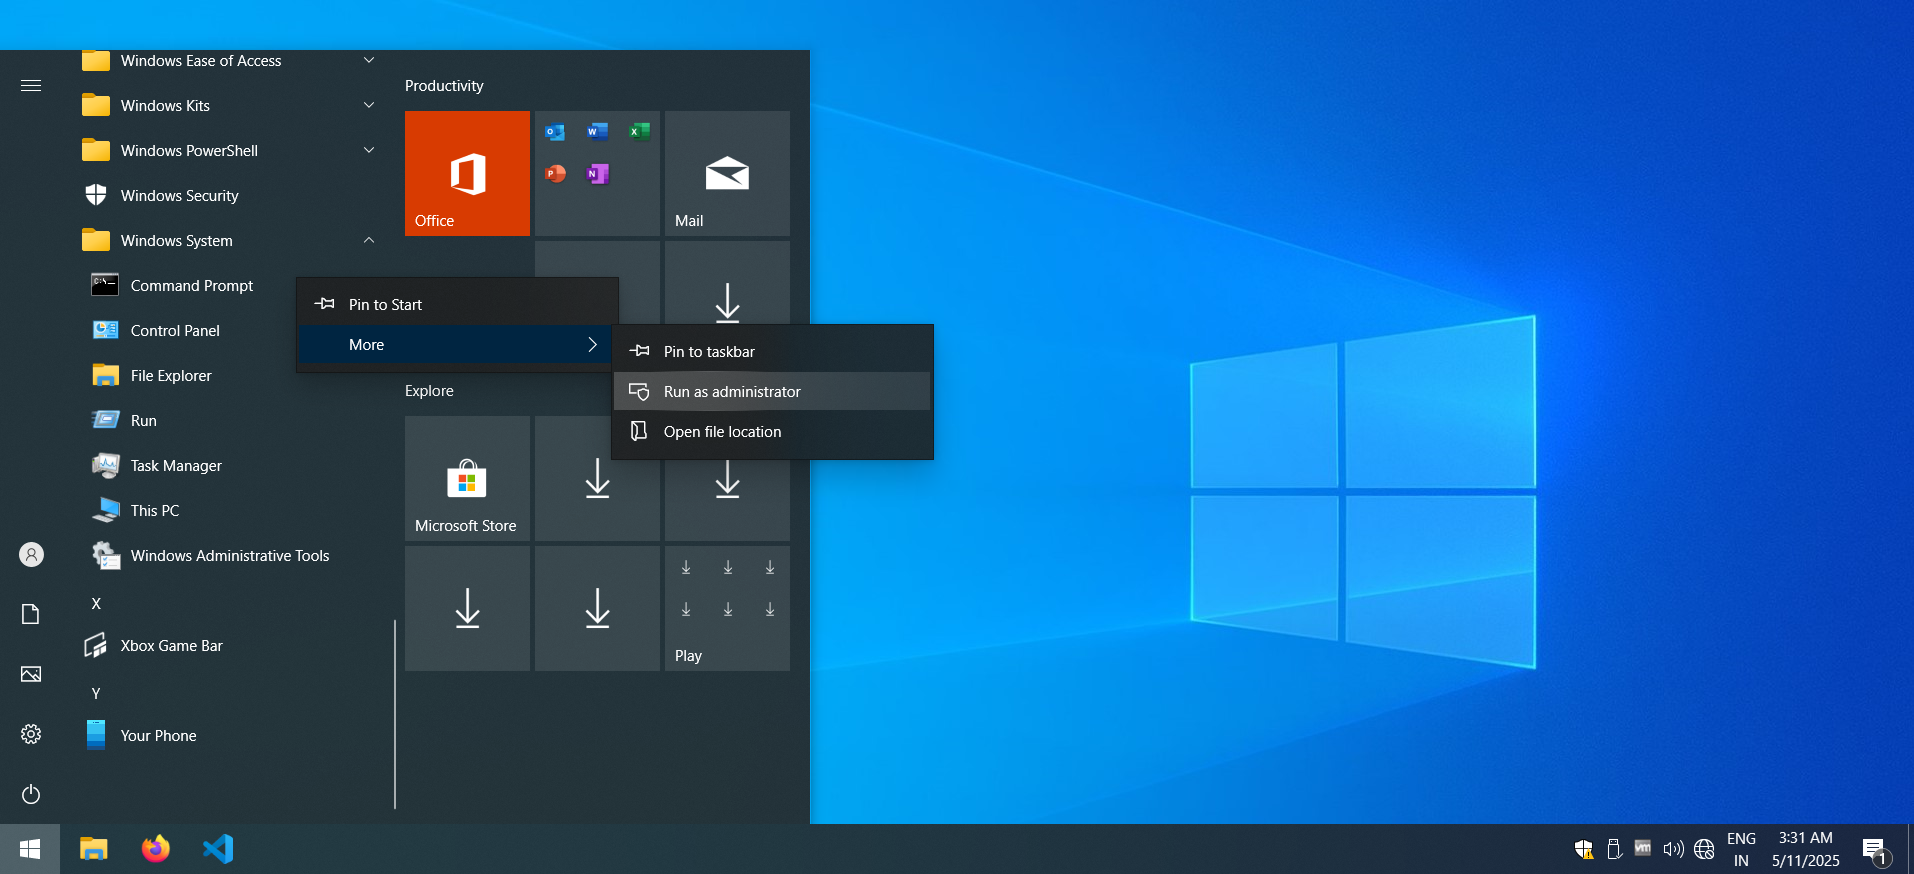 Windows Ease of Access
Windows Kits
Windows PowerShell
Windows Security
Windows System
Command Prompt
Control Panel
File Explorer
Run
Task Manager
This PC
Windows Administrative Tools
X
Xbox Game Bar
Y
Your Phone
Productivity
Office
Mail
Pin to Start
More
Pin to taskbar
Run as administrator
Open file location
Explore
Microsoft Store
Play
ENG
IN
3:31 AM
5/11/2025
1